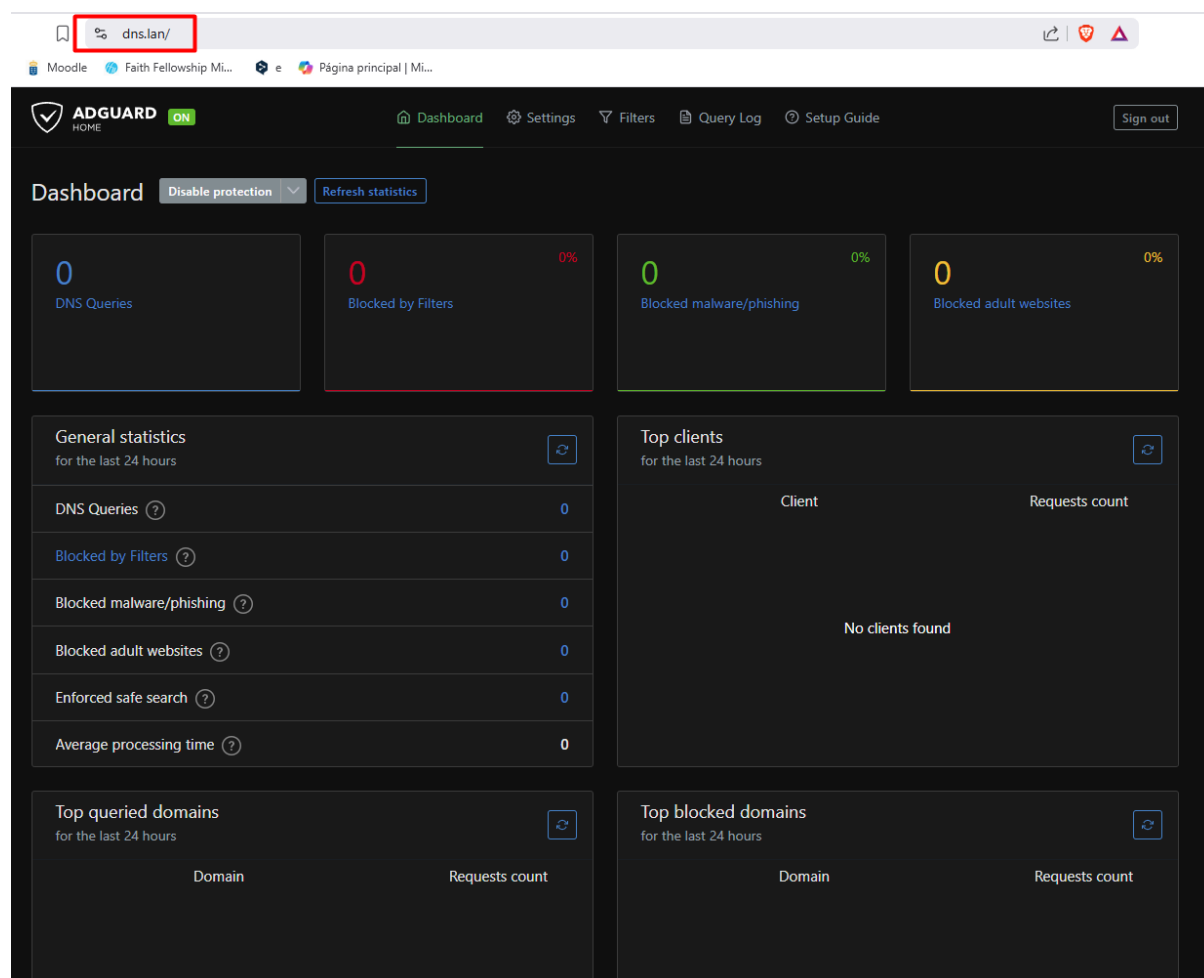 dns.lan/
Moodle Faith Fellowship Mi... e Página principal | Mi...
ADGUARD HOME ON Dashboard Settings Filters Query Log Setup Guide Sign out
Dashboard Disable protection Refresh statistics
0
DNS Queries
0 0%
Blocked by Filters
0 0%
Blocked malware/phishing
0 0%
Blocked adult websites
General statistics
for the last 24 hours
DNS Queries ? 0
Blocked by Filters ? 0
Blocked malware/phishing ? 0
Blocked adult websites ? 0
Enforced safe search ? 0
Average processing time ? 0
Top clients
for the last 24 hours
Client Requests count
No clients found
Top queried domains
for the last 24 hours
Domain Requests count
Top blocked domains
for the last 24 hours
Domain Requests count